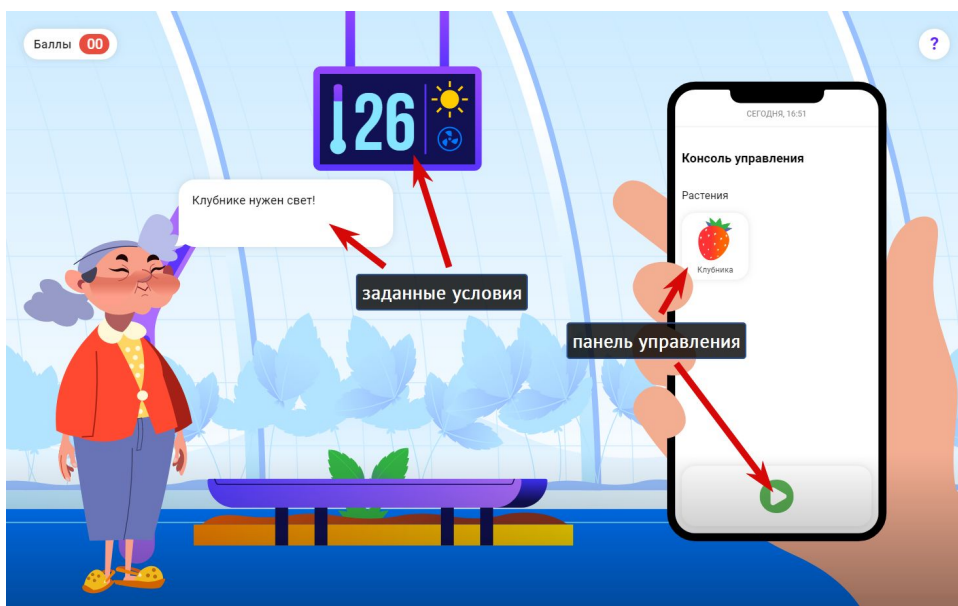 Баллы 00
?
26
СЕГОДНЯ, 16:51
Консоль управления
Клубнике нужен свет!
Растения
Клубника
заданные условия
панель управления